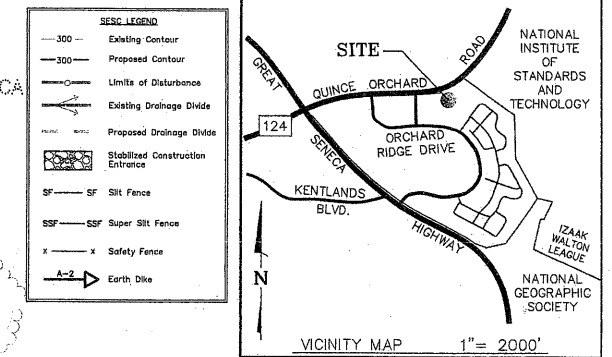 SESC LEGEND
300 Existing Contour
300 Proposed Contour
Limits of Disturbance
Existing Drainage Divide
Proposed Drainage Divide
Stabilized Construction
Entrance
SF SF Silt Fence
SSF SSF Super Silt Fence
x x Safety Fence
A-2 Earth Dike
CA
SITE
GREAT
SENECA
HIGHWAY
QUINCE ORCHARD
ROAD
124
ORCHARD
RIDGE DRIVE
KENTLANDS
BLVD.
NATIONAL
INSTITUTE
OF
STANDARDS
AND
TECHNOLOGY
IZAAK
WALTON
LEAGUE
NATIONAL
GEOGRAPHIC
SOCIETY
N
VICINITY MAP 1"= 2000'